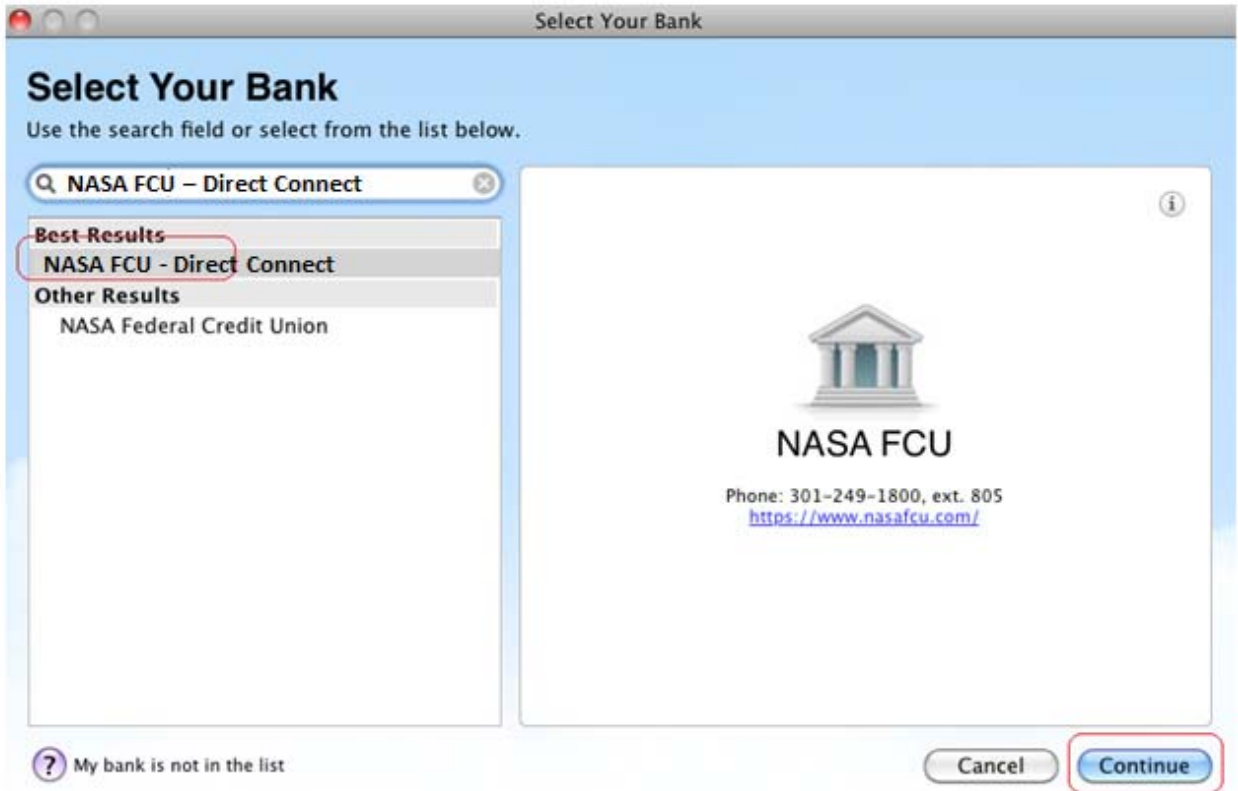 Select Your Bank
Select Your Bank
Use the search field or select from the list below.
NASA FCU – Direct Connect
Best Results
NASA FCU - Direct Connect
Other Results
NASA Federal Credit Union
i
NASA FCU
Phone: 301-249-1800, ext. 805
https://www.nasafcu.com/
? My bank is not in the list
Cancel
Continue